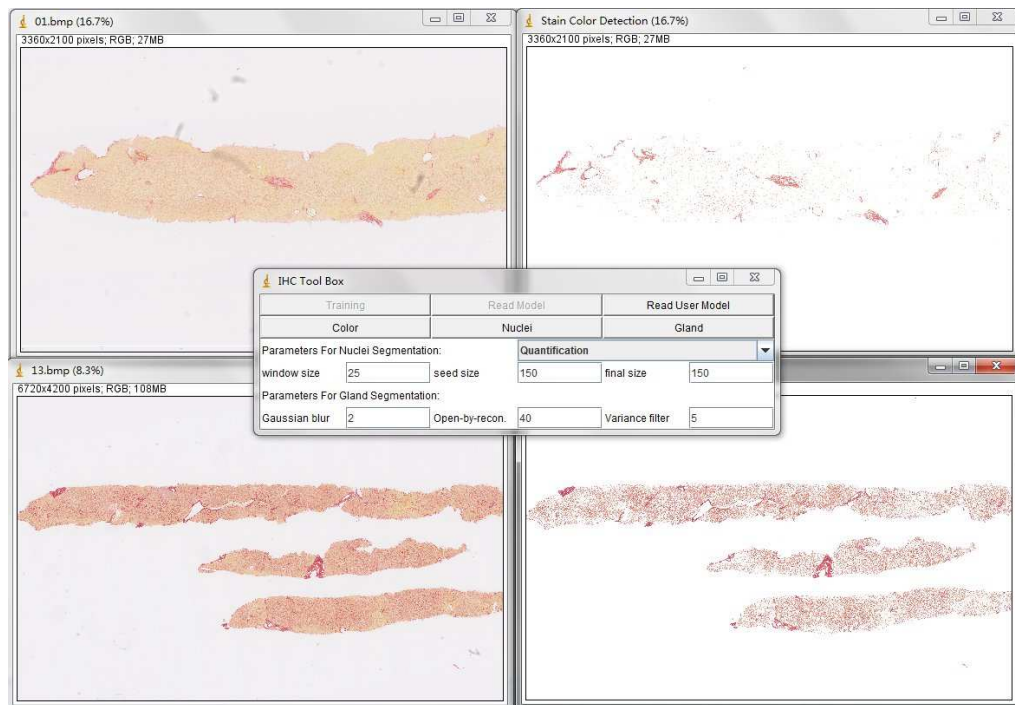 01.bmp (16.7%)
3360x2100 pixels; RGB; 27MB
Stain Color Detection (16.7%)
3360x2100 pixels; RGB; 27MB
IHC Tool Box
Training Read Model Read User Model
Color Nuclei Gland
Parameters For Nuclei Segmentation: Quantification
window size 25 seed size 150 final size 150
Parameters For Gland Segmentation:
Gaussian blur 2 Open-by-recon. 40 Variance filter 5
13.bmp (8.3%)
6720x4200 pixels; RGB; 108MB